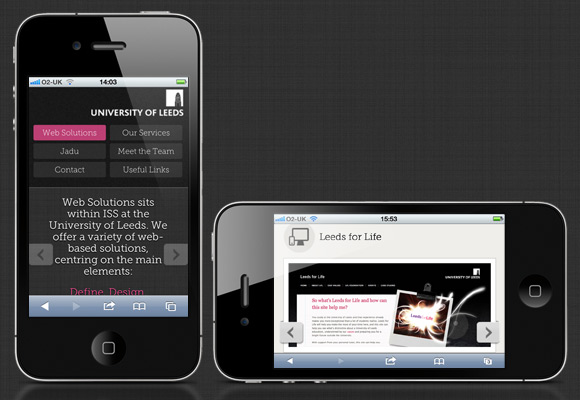 O2-UK 14:03
UNIVERSITY OF LEEDS
Web Solutions Our Services
Jadu Meet the Team
Contact Useful Links
Web Solutions sits
within ISS at the
University of Leeds. We
offer a variety of web-
based solutions,
centring on the main
elements:
Define, Design,
O2-UK 15:53
Leeds for Life
Leeds for Life
UNIVERSITY OF LEEDS
So what's Leeds for Life and how can
this site help me?
Leeds for Life